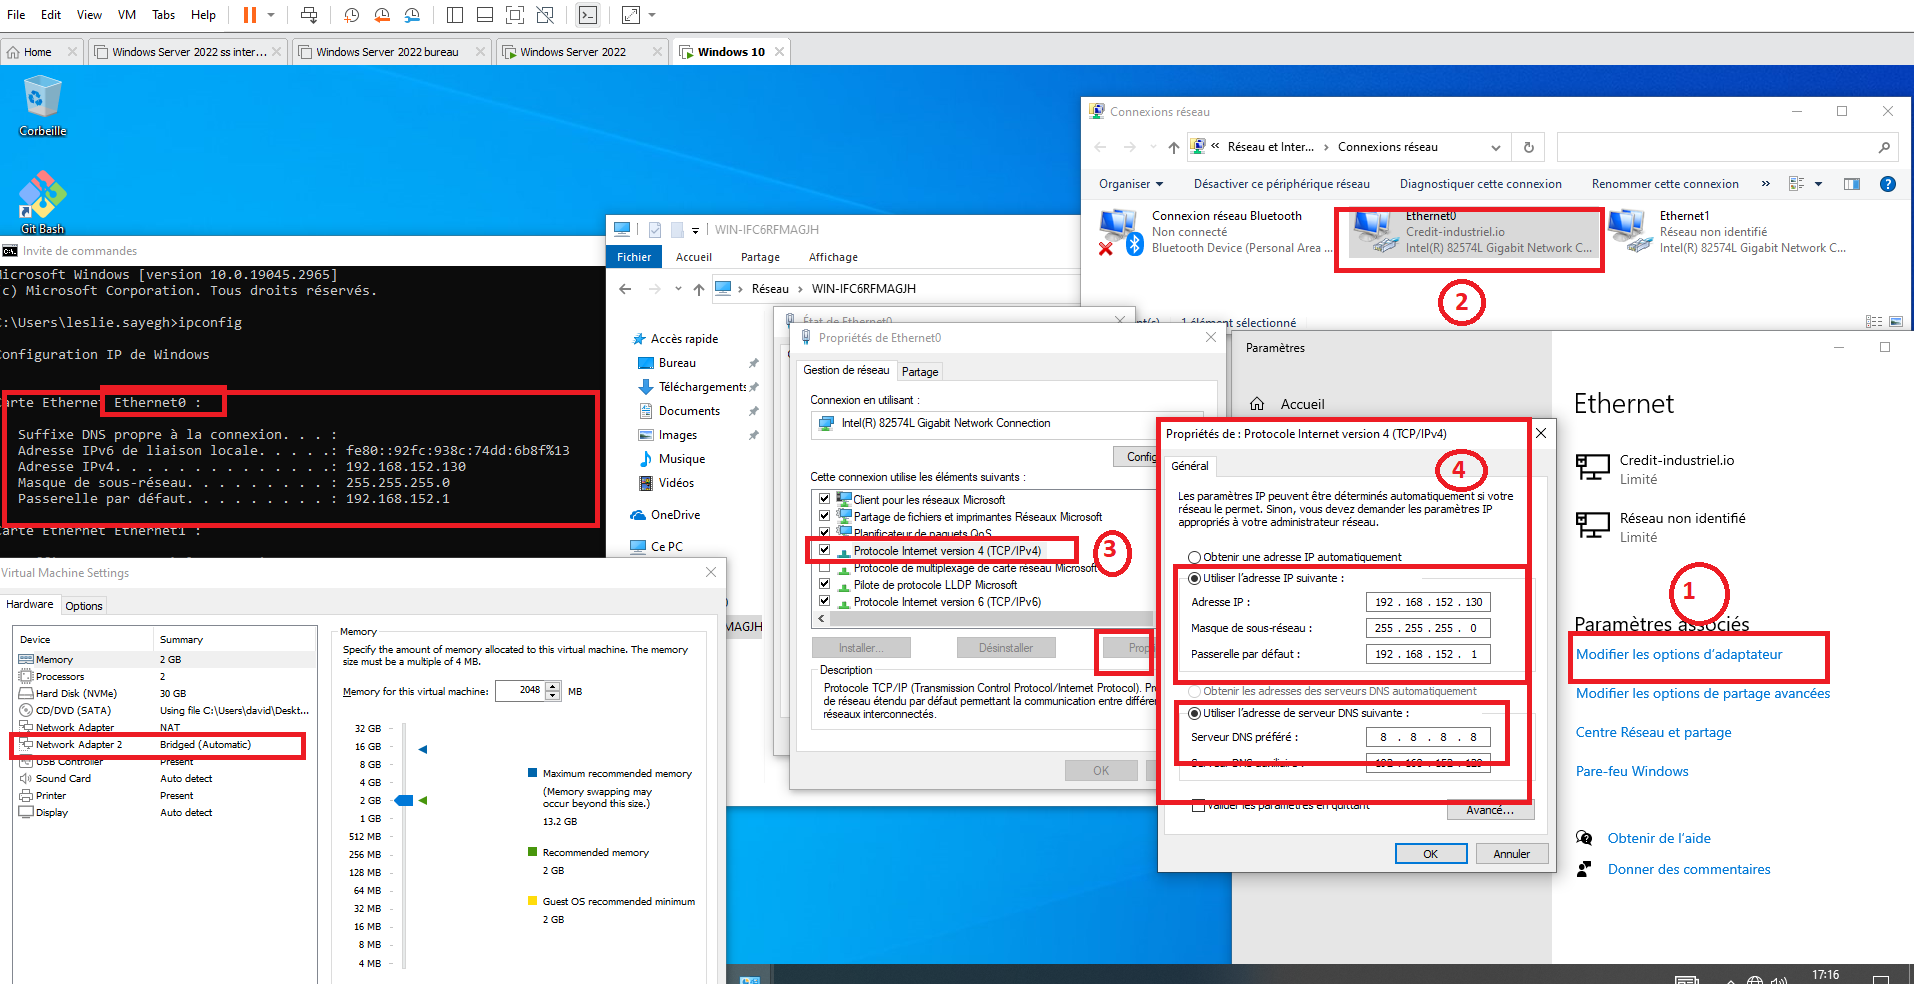 File Edit View VM Tabs Help
Home
Windows Server 2022 ss inter...
Windows Server 2022 bureau
Windows Server 2022
Windows 10
Corbeille
Git Bash
Invite de commandes
Microsoft Windows [version 10.0.19045.2965]
c) Microsoft Corporation. Tous droits réservés.
C:\Users\leslie.sayegh>ipconfig
Configuration IP de Windows
Carte Ethernet Ethernet0 :
Suffixe DNS propre à la connexion. . . :
Adresse IPv6 de liaison locale. . . . .: fe80::92fc:938c:74dd:6b8f%13
Adresse IPv4. . . . . . . . . . . . . .: 192.168.152.130
Masque de sous-réseau. . . . . . . . . : 255.255.255.0
Passerelle par défaut. . . . . . . . . : 192.168.152.1
Carte Ethernet Ethernet1 :
Virtual Machine Settings
Hardware Options
Device Summary
Memory 2 GB
Processors 2
Hard Disk (NVMe) 30 GB
CD/DVD (SATA) Using file C:\Users\david\Deskt...
Network Adapter NAT
Network Adapter 2 Bridged (Automatic)
USB Controller Present
Sound Card Auto detect
Printer Present
Display Auto detect
Memory
Specify the amount of memory allocated to this virtual machine. The memory
size must be a multiple of 4 MB.
Memory for this virtual machine: 2048 MB
32 GB
16 GB
8 GB
4 GB
2 GB
1 GB
512 MB
256 MB
128 MB
64 MB
32 MB
16 MB
8 MB
4 MB
Maximum recommended memory
(Memory swapping may
occur beyond this size.)
13.2 GB
Recommended memory
2 GB
Guest OS recommended minimum
2 GB
WIN-IFC6RFMAGJH
Fichier Accueil Partage Affichage
Réseau > WIN-IFC6RFMAGJH
Accès rapide
Bureau
Téléchargements
Documents
Images
Musique
Vidéos
OneDrive
Ce PC
MAGJH
État de Ethernet0
Propriétés de Ethernet0
Gestion de réseau Partage
Connexion en utilisant :
Intel(R) 82574L Gigabit Network Connection
Config
Cette connexion utilise les éléments suivants :
Client pour les réseaux Microsoft
Partage de fichiers et imprimantes Réseaux Microsoft
Planificateur de paquets QoS
Protocole Internet version 4 (TCP/IPv4)
Protocole de multiplexage de carte réseau Microsoft
Pilote de protocole LLDP Microsoft
Protocole Internet version 6 (TCP/IPv6)
3
Installer... Désinstaller Prop
Description
Protocole TCP/IP (Transmission Control Protocol/Internet Protocol). Pr
de réseau étendu par défaut permettant la communication entre différen
réseaux interconnectés.
OK
Connexions réseau
« Réseau et Inter... > Connexions réseau
Organiser Désactiver ce périphérique réseau Diagnostiquer cette connexion Renommer cette connexion »
Connexion réseau Bluetooth
Non connecté
Bluetooth Device (Personal Area ...
Ethernet0
Credit-industriel.io
Intel(R) 82574L Gigabit Network C...
Ethernet1
Réseau non identifié
Intel(R) 82574L Gigabit Network C...
2
1 élément sélectionné
Paramètres
Accueil
Ethernet
Credit-industriel.io
Limité
Réseau non identifié
Limité
1
Paramètres associés
Modifier les options d'adaptateur
Modifier les options de partage avancées
Centre Réseau et partage
Pare-feu Windows
Obtenir de l'aide
Donner des commentaires
Propriétés de : Protocole Internet version 4 (TCP/IPv4)
4
Général
Les paramètres IP peuvent être déterminés automatiquement si votre
réseau le permet. Sinon, vous devez demander les paramètres IP
appropriés à votre administrateur réseau.
Obtenir une adresse IP automatiquement
Utiliser l'adresse IP suivante :
Adresse IP : 192 . 168 . 152 . 130
Masque de sous-réseau : 255 . 255 . 255 . 0
Passerelle par défaut : 192 . 168 . 152 . 1
Obtenir les adresses des serveurs DNS automatiquement
Utiliser l'adresse de serveur DNS suivante :
Serveur DNS préféré : 8 . 8 . 8 . 8
Serveur DNS auxiliaire : 192 . 168 . 152 . 129
Valider les paramètres en quittant
Avancé...
OK Annuler
17:16